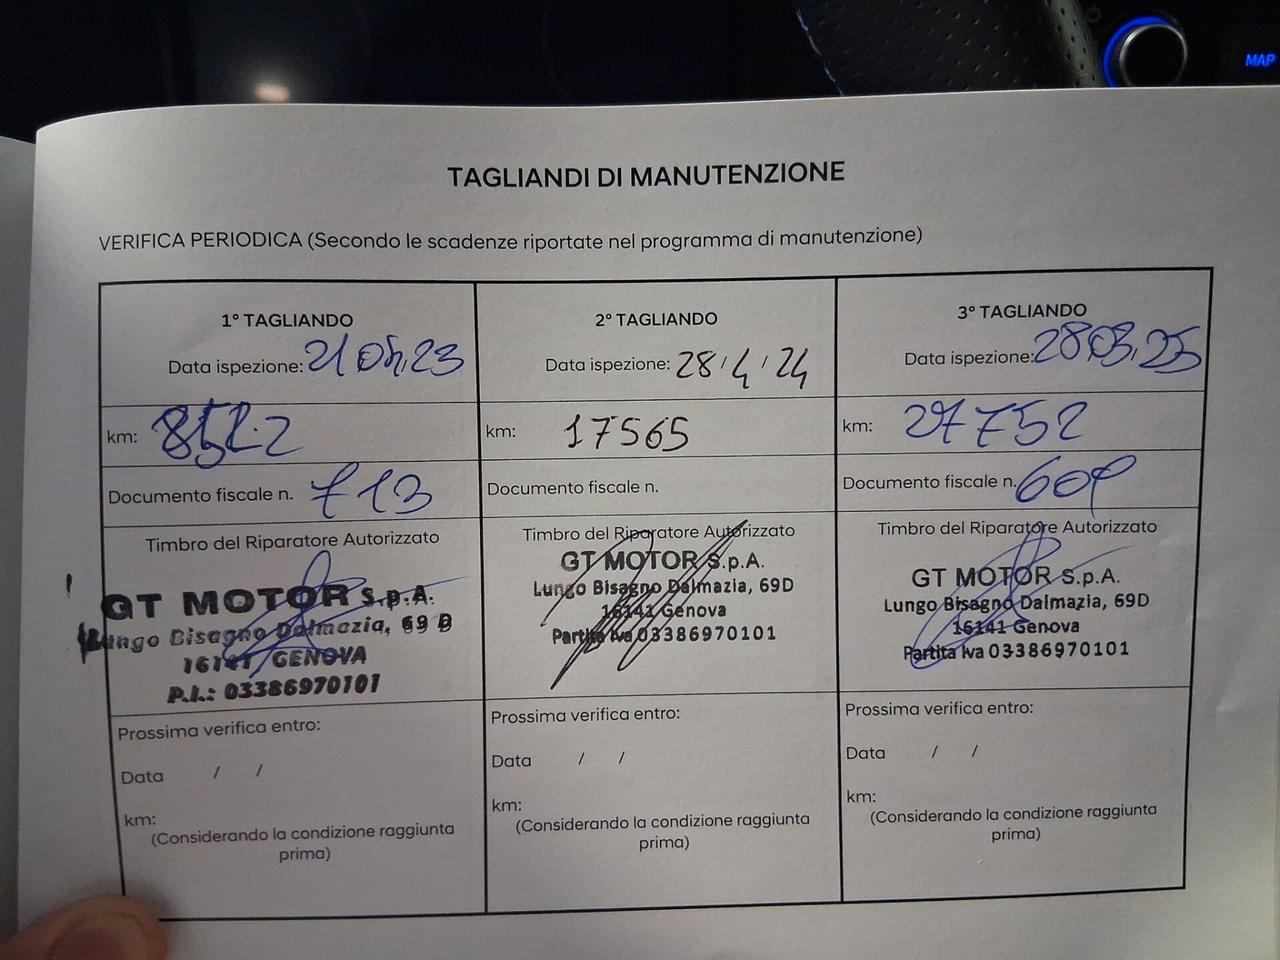 MAP
TAGLIANDI DI MANUTENZIONE
VERIFICA PERIODICA (Secondo le scadenze riportate nel programma di manutenzione)
1° TAGLIANDO
Data ispezione:
km:
Documento fiscale n. 713
Timbro del Riparatore Autorizzato
GT MOTOR S.p.A.
Lungo Bisagno Dalmazia, 69 D
16141 GENOVA
P.I.: 03386970101
Prossima verifica entro:
Data / /
km:
(Considerando la condizione raggiunta
prima)
2° TAGLIANDO
Data ispezione: 28/4/24
km: 17565
Documento fiscale n.
Timbro del Riparatore Autorizzato
GT MOTOR S.p.A.
Lungo Bisagno Dalmazia, 69D
16141 Genova
Partita Iva 03386970101
Prossima verifica entro:
Data / /
km:
(Considerando la condizione raggiunta
prima)
3° TAGLIANDO
Data ispezione: 28.03.25
km: 27752
Documento fiscale n.
Timbro del Riparatore Autorizzato
GT MOTOR S.p.A.
Lungo Bisagno Dalmazia, 69D
16141 Genova
Partita Iva 03386970101
Prossima verifica entro:
Data / /
km:
(Considerando la condizione raggiunta
prima)